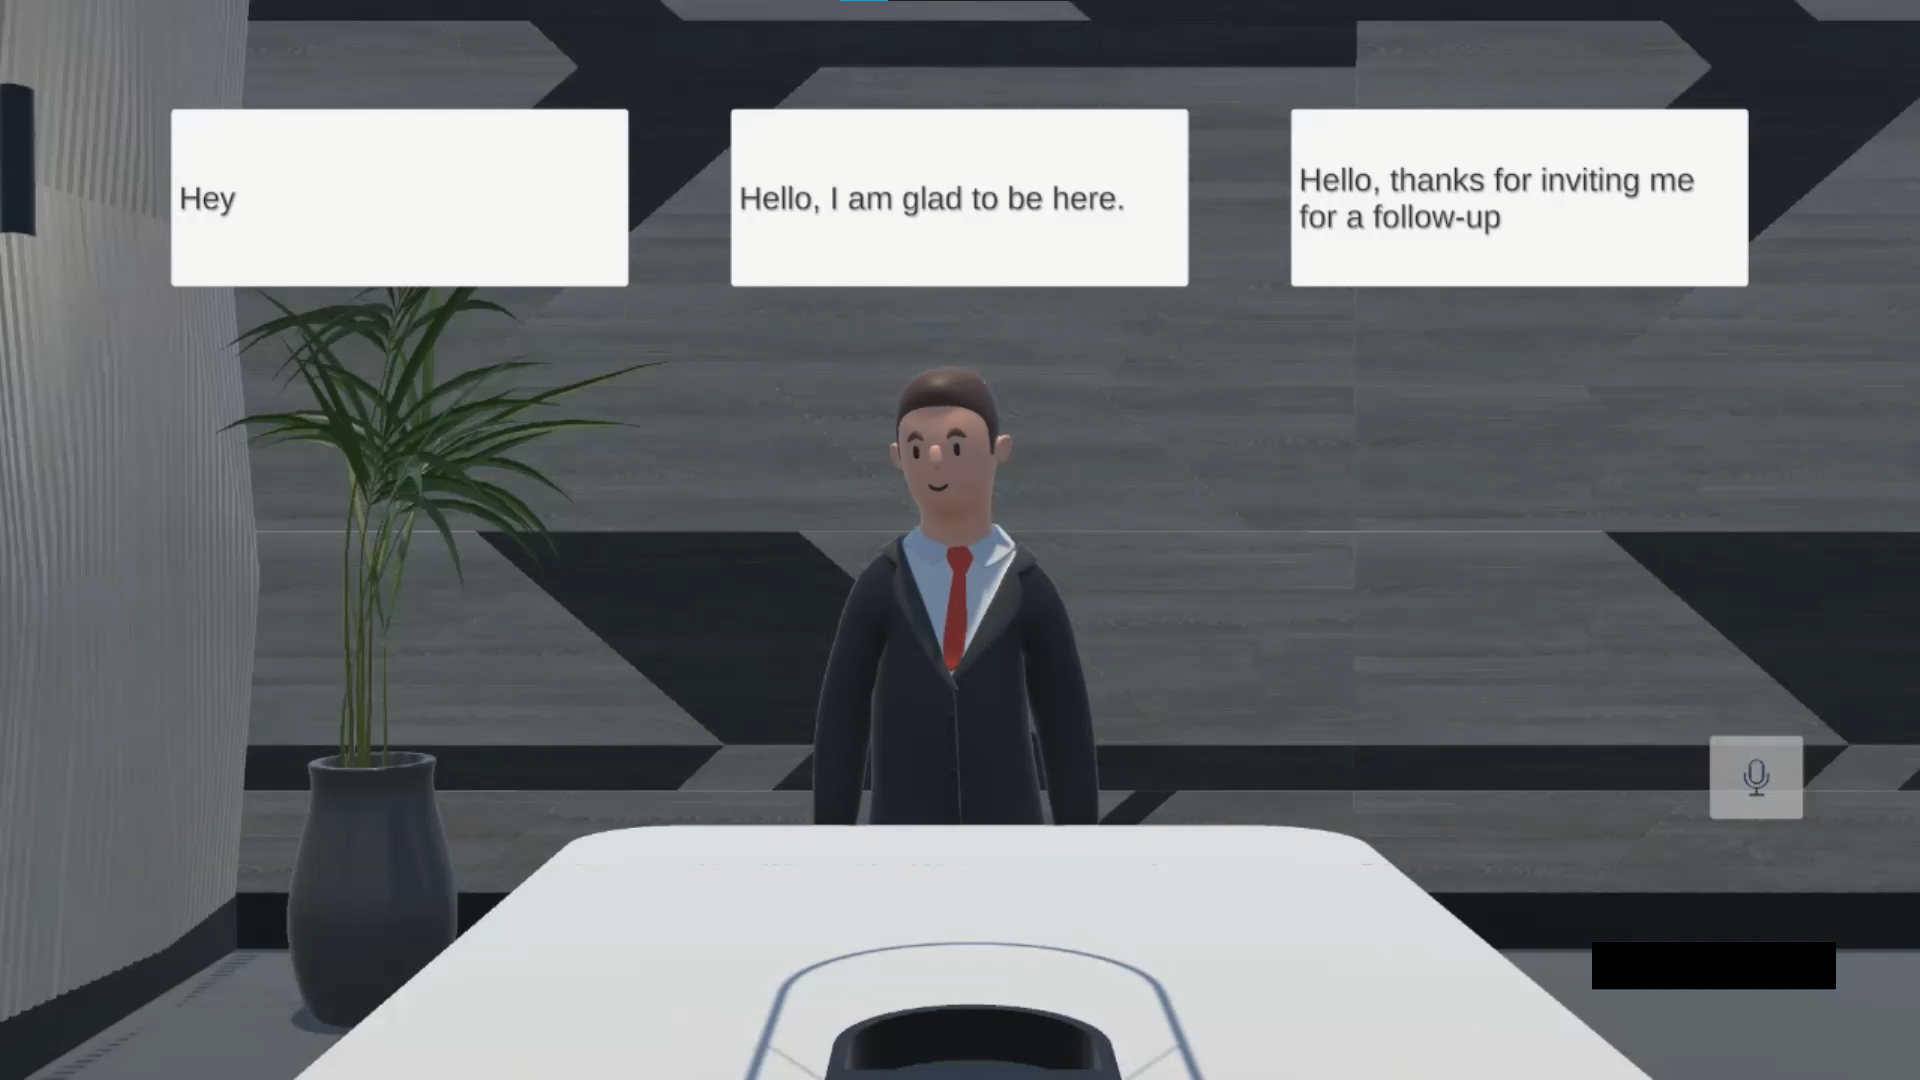 Hey
Hello, I am glad to be here.
Hello, thanks for inviting me
for a follow-up